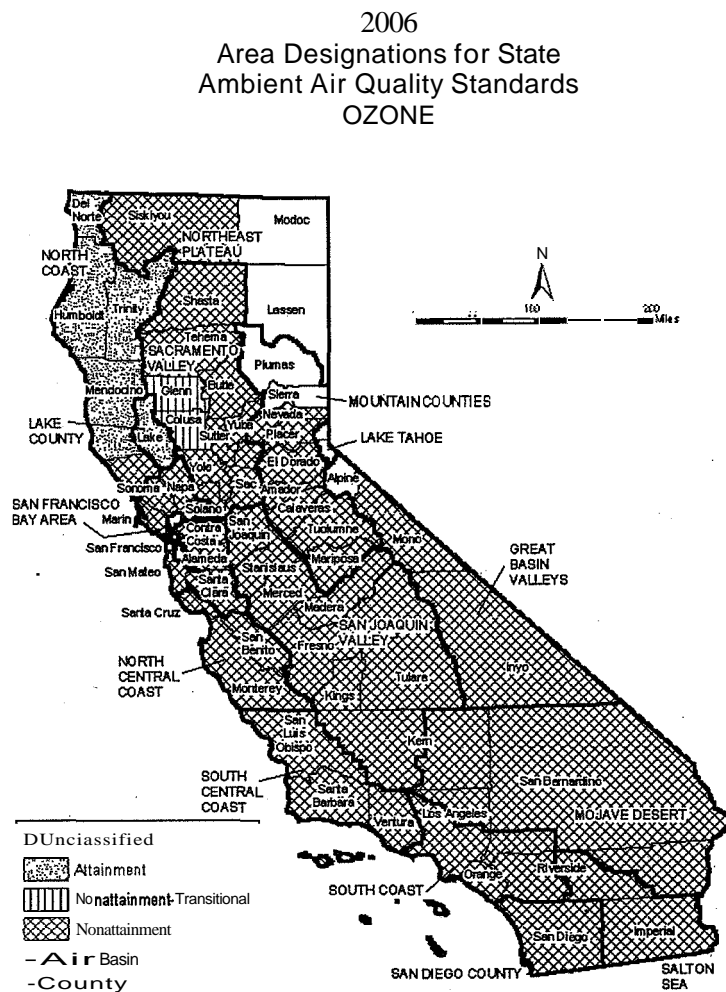 2006
Area Designations for State
Ambient Air Quality Standards
OZONE
Del
Norte
Siskiyou
Modoc
NORTHEAST
PLATEAU
NORTH
COAST
N
Shasta
Lassen
Humboldt
Trinity
100
200
Miles
Tehema
SACRAMENTO
VALLEY
Plumas
Mendocino
Glenn
Butte
Sierra
MOUNTAIN COUNTIES
Nevada
Colusa
Yuba
LAKE
COUNTY
Lake
Sutter
Placer
LAKE TAHOE
Yolo
El Dorado
Alpine
Sonoma
Napa
Sac
Amador
SAN FRANCISCO
BAY AREA
Solano
Calaveras
Marin
Contra
Costa
San
Joaquin
Tuolumne
Mono
San Francisco
Alameda
Mariposa
GREAT
BASIN
VALLEYS
San Mateo
Stanislaus
Santa
Clara
Merced
Santa Cruz
Madera
SAN JOAQUIN
VALLEY
San
Benito
Fresno
Inyo
NORTH
CENTRAL
COAST
Tulara
Monterey
Kings
San
Luis
Obispo
Kern
San Bernardino
SOUTH
CENTRAL
COAST
Santa
Barbara
Ventura
Los Angeles
MOJAVE DESERT
DUnciassified
Attainment
Nonattainment-Transitional
Nonattainment
-Air Basin
-County
Riverside
Orange
SOUTH COAST
San Diego
Imperial
SAN DIEGO COUNTY
SALTON
SEA